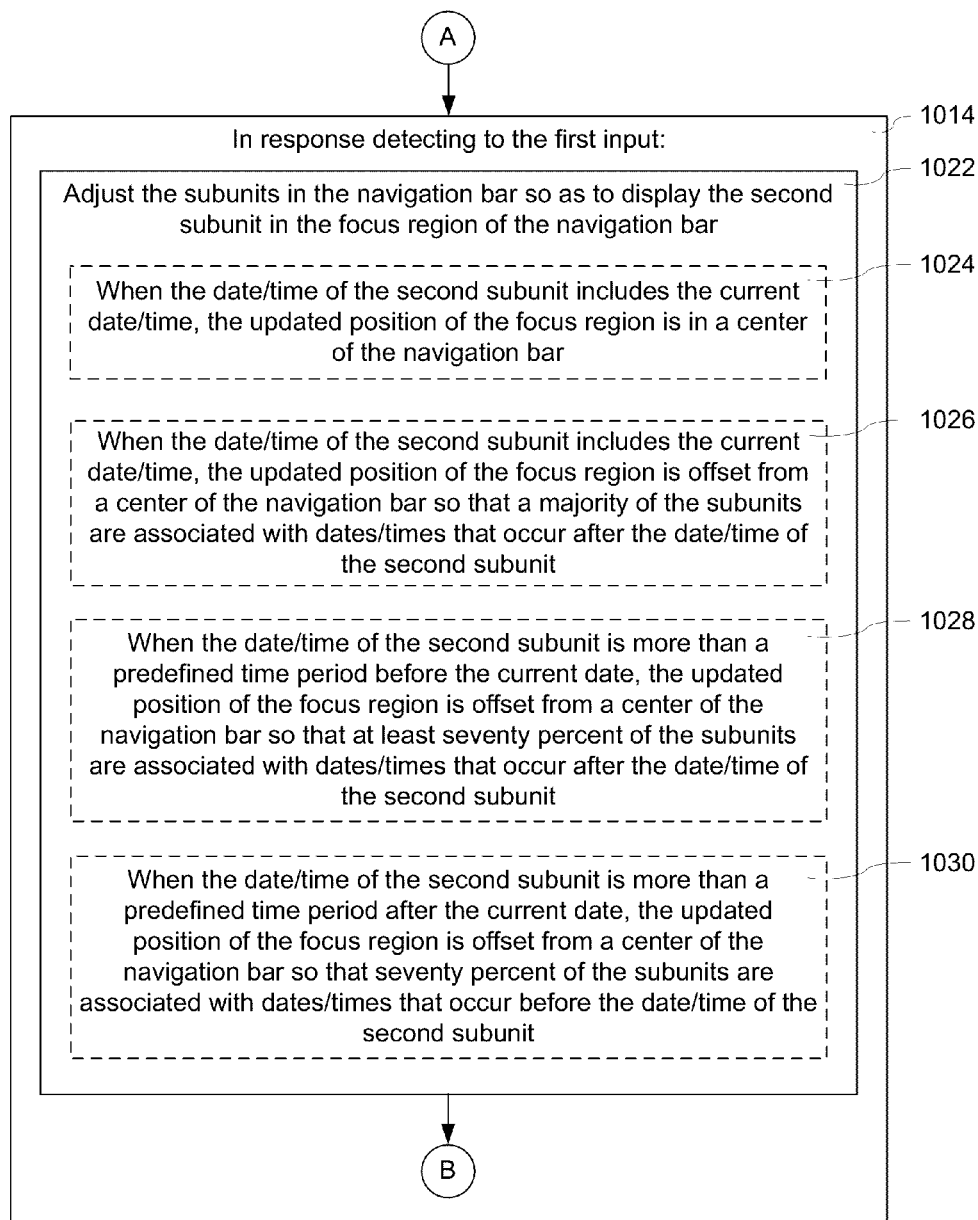 A
1014
In response detecting to the first input:
1022
Adjust the subunits in the navigation bar so as to display the second
subunit in the focus region of the navigation bar
1024
When the date/time of the second subunit includes the current
date/time, the updated position of the focus region is in a center
of the navigation bar
1026
When the date/time of the second subunit includes the current
date/time, the updated position of the focus region is offset from
a center of the navigation bar so that a majority of the subunits
are associated with dates/times that occur after the date/time of
the second subunit
1028
When the date/time of the second subunit is more than a
predefined time period before the current date, the updated
position of the focus region is offset from a center of the
navigation bar so that at least seventy percent of the subunits
are associated with dates/times that occur after the date/time of
the second subunit
1030
When the date/time of the second subunit is more than a
predefined time period after the current date, the updated
position of the focus region is offset from a center of the
navigation bar so that seventy percent of the subunits are
associated with dates/times that occur before the date/time of the
second subunit
B